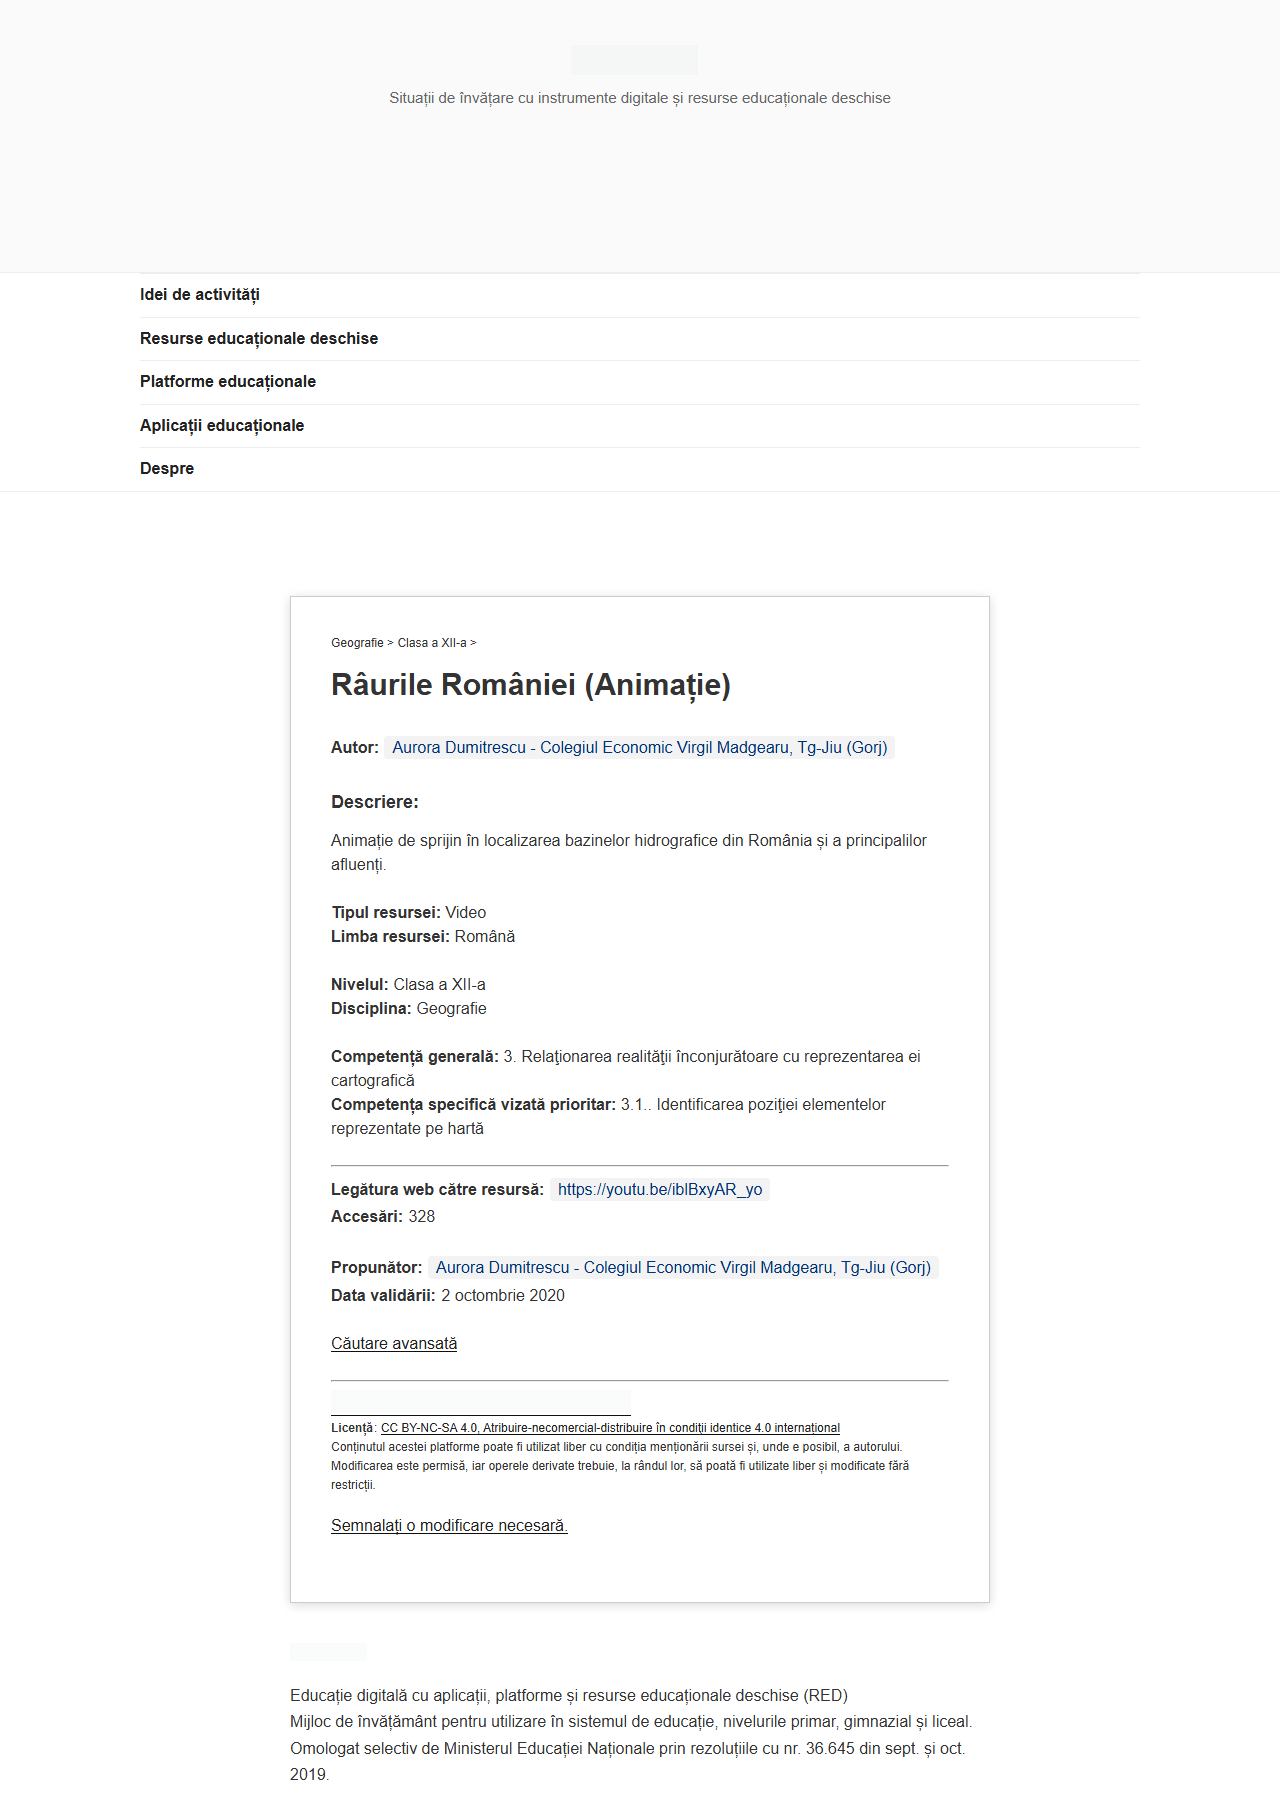 Situații de învățare cu instrumente digitale și resurse educaționale deschise
Idei de activități
Resurse educaționale deschise
Platforme educaționale
Aplicații educaționale
Despre
Geografie > Clasa a XII-a >
Râurile României (Animație)
Autor: Aurora Dumitrescu - Colegiul Economic Virgil Madgearu, Tg-Jiu (Gorj)
Descriere:
Animație de sprijin în localizarea bazinelor hidrografice din România și a principalilor
afluenți.
Tipul resursei: Video
Limba resursei: Română
Nivelul: Clasa a XII-a
Disciplina: Geografie
Competență generală: 3. Relaţionarea realităţii înconjurătoare cu reprezentarea ei
cartografică
Competența specifică vizată prioritar: 3.1.. Identificarea poziţiei elementelor
reprezentate pe hartă
Legătura web către resursă: https://youtu.be/iblBxyAR_yo
Accesări: 328
Propunător: Aurora Dumitrescu - Colegiul Economic Virgil Madgearu, Tg-Jiu (Gorj)
Data validării: 2 octombrie 2020
Căutare avansată
Licență: CC BY-NC-SA 4.0, Atribuire-necomercial-distribuire în condiţii identice 4.0 internațional
Conținutul acestei platforme poate fi utilizat liber cu condiția menționării sursei și, unde e posibil, a autorului.
Modificarea este permisă, iar operele derivate trebuie, la rândul lor, să poată fi utilizate liber și modificate fără
restricții.
Semnalați o modificare necesară.
Educație digitală cu aplicații, platforme și resurse educaționale deschise (RED)
Mijloc de învățământ pentru utilizare în sistemul de educație, nivelurile primar, gimnazial și liceal.
Omologat selectiv de Ministerul Educației Naționale prin rezoluțiile cu nr. 36.645 din sept. și oct.
2019.